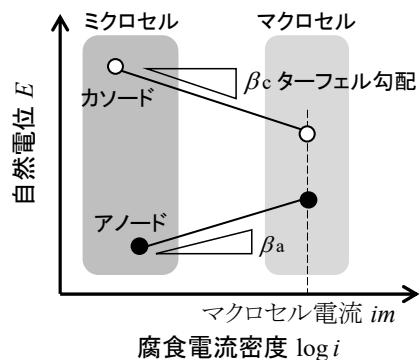 ミクロセル
マクロセル
カソード
βc ターフェル勾配
自然電位 E
アノード
βa
マクロセル電流 im
腐食電流密度 log i